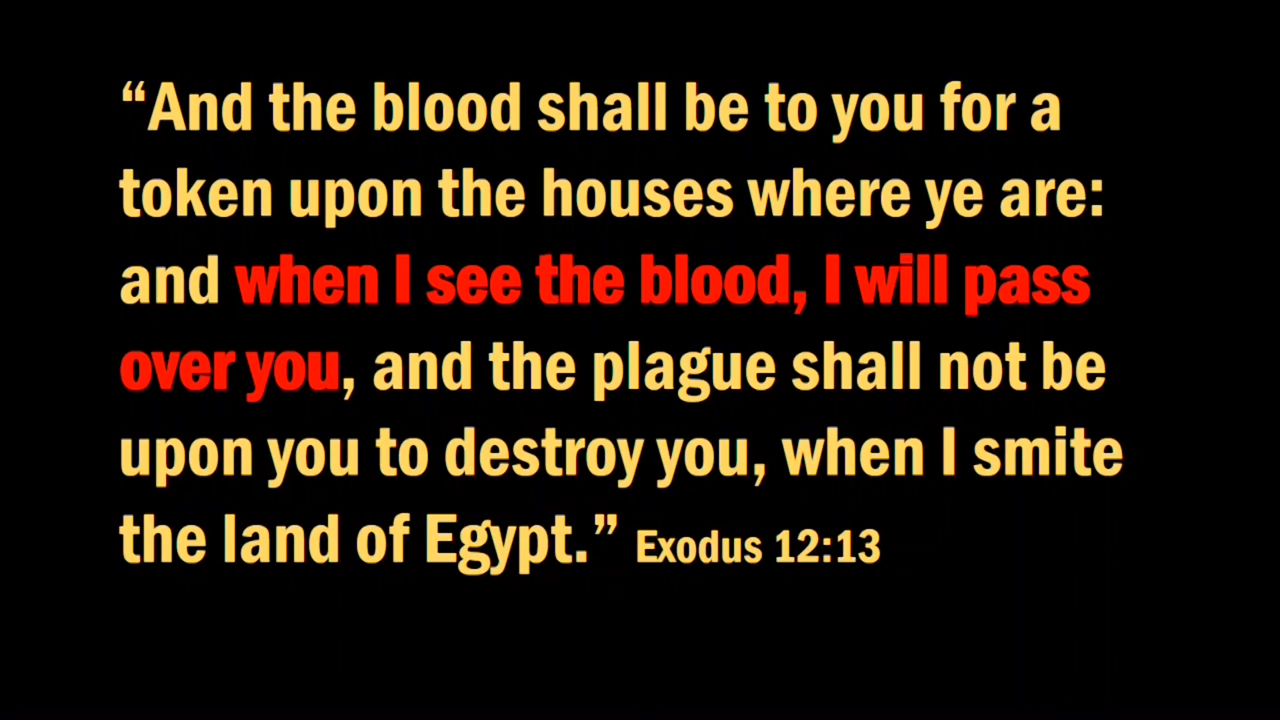 “And the blood shall be to you for a
token upon the houses where ye are:
and when I see the blood, I will pass
over you, and the plague shall not be
upon you to destroy you, when I smite
the land of Egypt.” Exodus 12:13